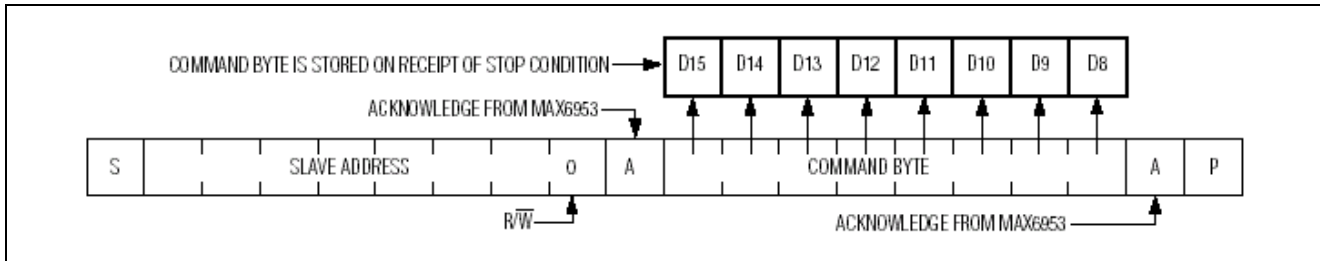 COMMAND BYTE IS STORED ON RECEIPT OF STOP CONDITION D15 D14 D13 D12 D11 D10 D9 D8
ACKNOWLEDGE FROM MAX6953
S SLAVE ADDRESS 0 A COMMAND BYTE A P
R/W̅ ACKNOWLEDGE FROM MAX6953